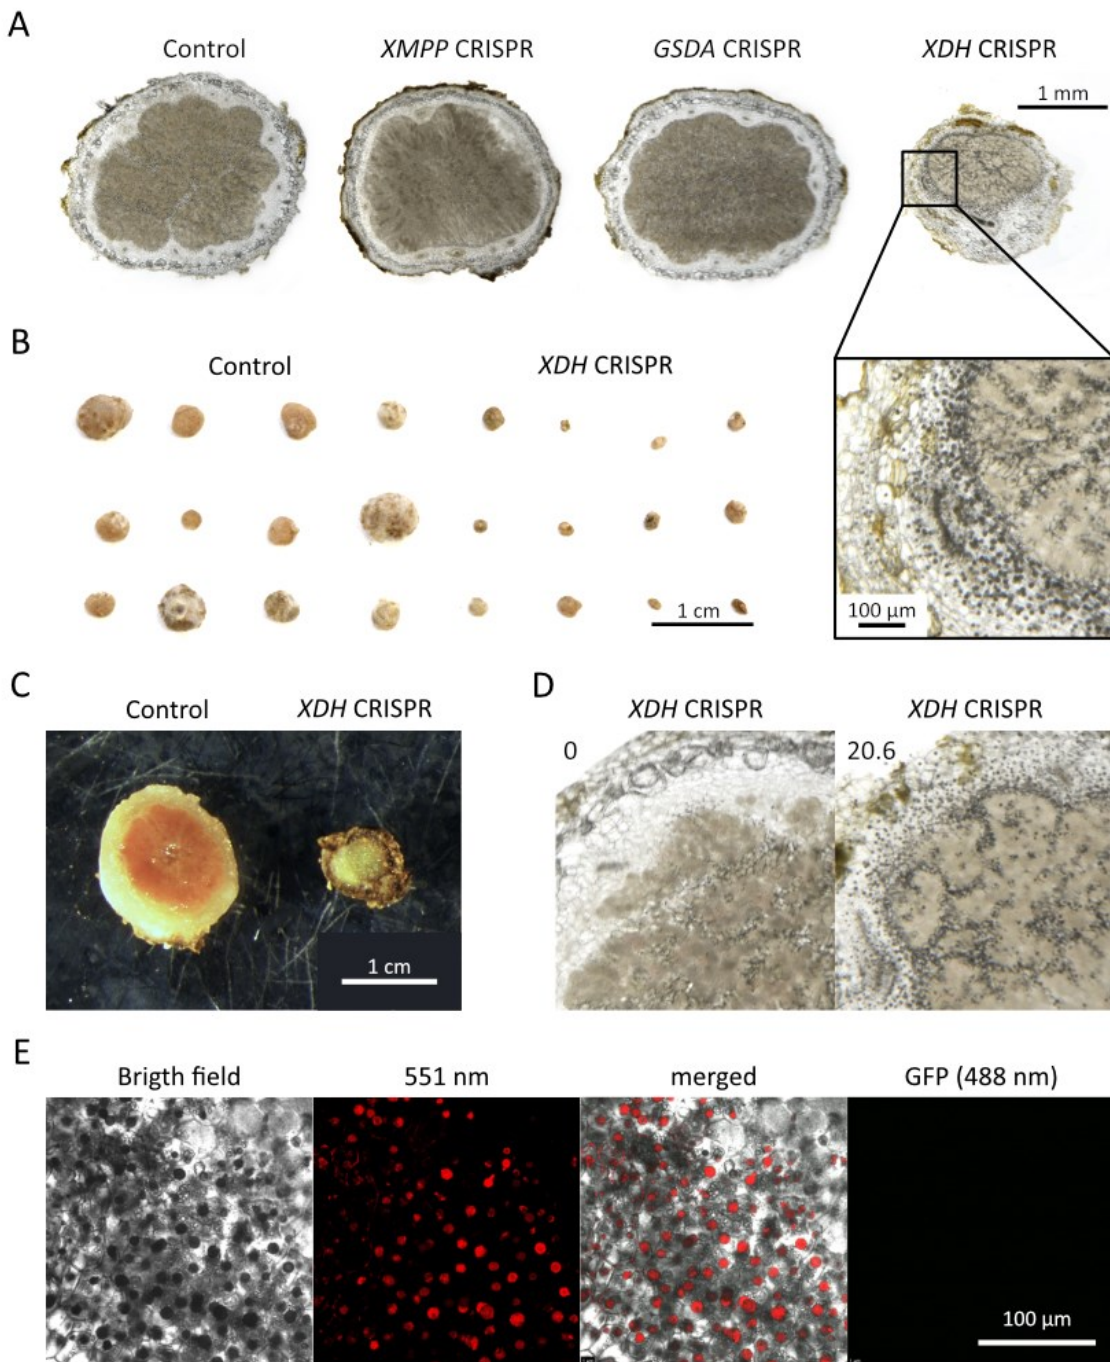 A
Control
XMPP CRISPR
GSDA CRISPR
XDH CRISPR
1 mm
B
Control
XDH CRISPR
1 cm
100 µm
C
Control
XDH CRISPR
1 cm
D
XDH CRISPR
XDH CRISPR
0
20.6
E
Brigth field
551 nm
merged
GFP (488 nm)
100 µm